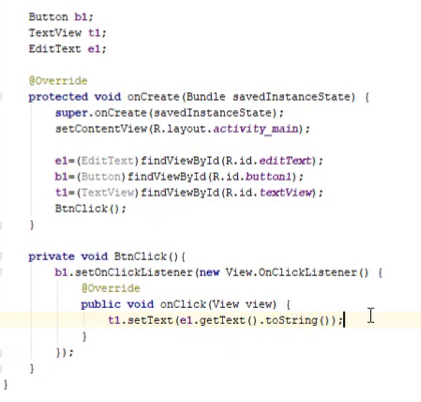 Button b1;
TextView t1;
EditText e1;
@Override
protected void onCreate(Bundle savedInstanceState) {
super.onCreate(savedInstanceState);
setContentView(R.layout.activity_main);
e1=(EditText)findViewById(R.id.editText);
b1=(Button)findViewById(R.id.button1);
t1=(TextView)findViewById(R.id.textView);
BtnClick();
}
private void BtnClick(){
b1.setOnClickListener(new View.OnClickListener() {
@Override
public void onClick(View view) {
t1.setText(e1.getText().toString());
}
});
}
}